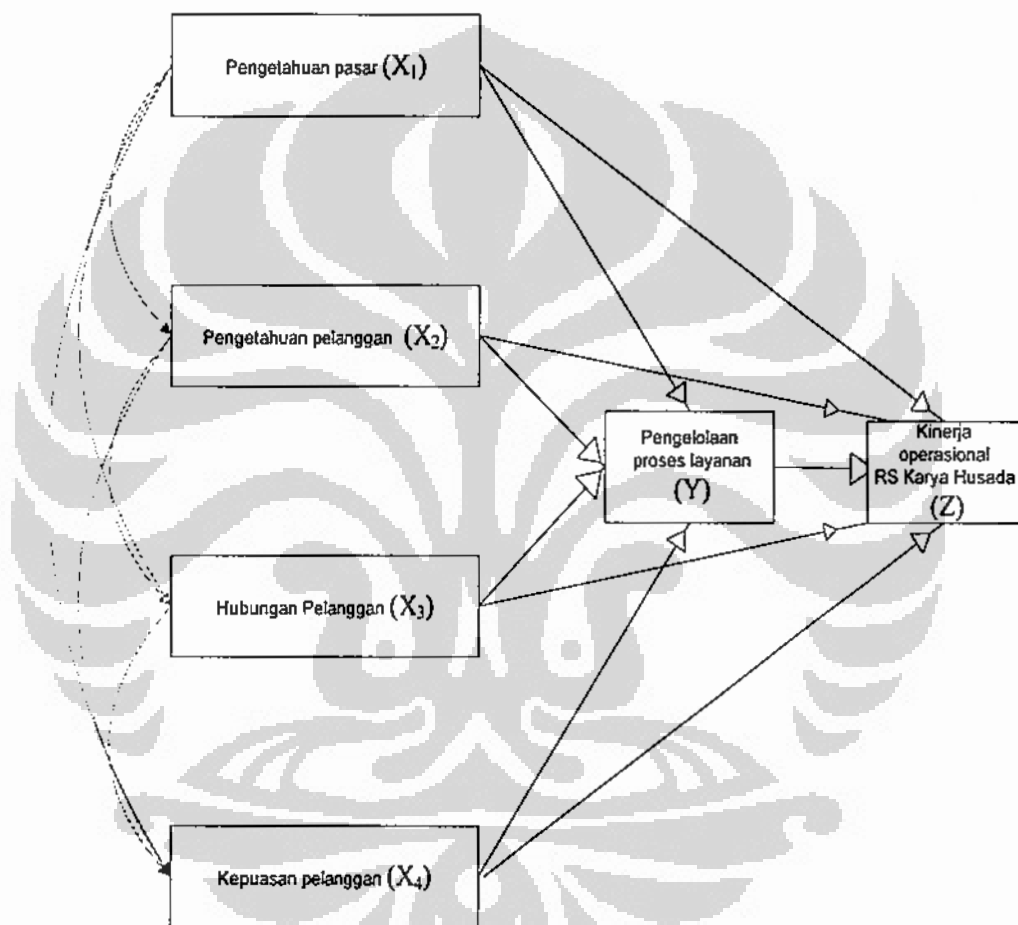 Pengetahuan pasar (X₁)
Pengetahuan pelanggan (X₂)
Pengelolaan
proses layanan
(Y)
Kinerja
operasional
RS Karya Husada
(Z)
Hubungan Pelanggan (X₃)
Kepuasan pelanggan (X₄)